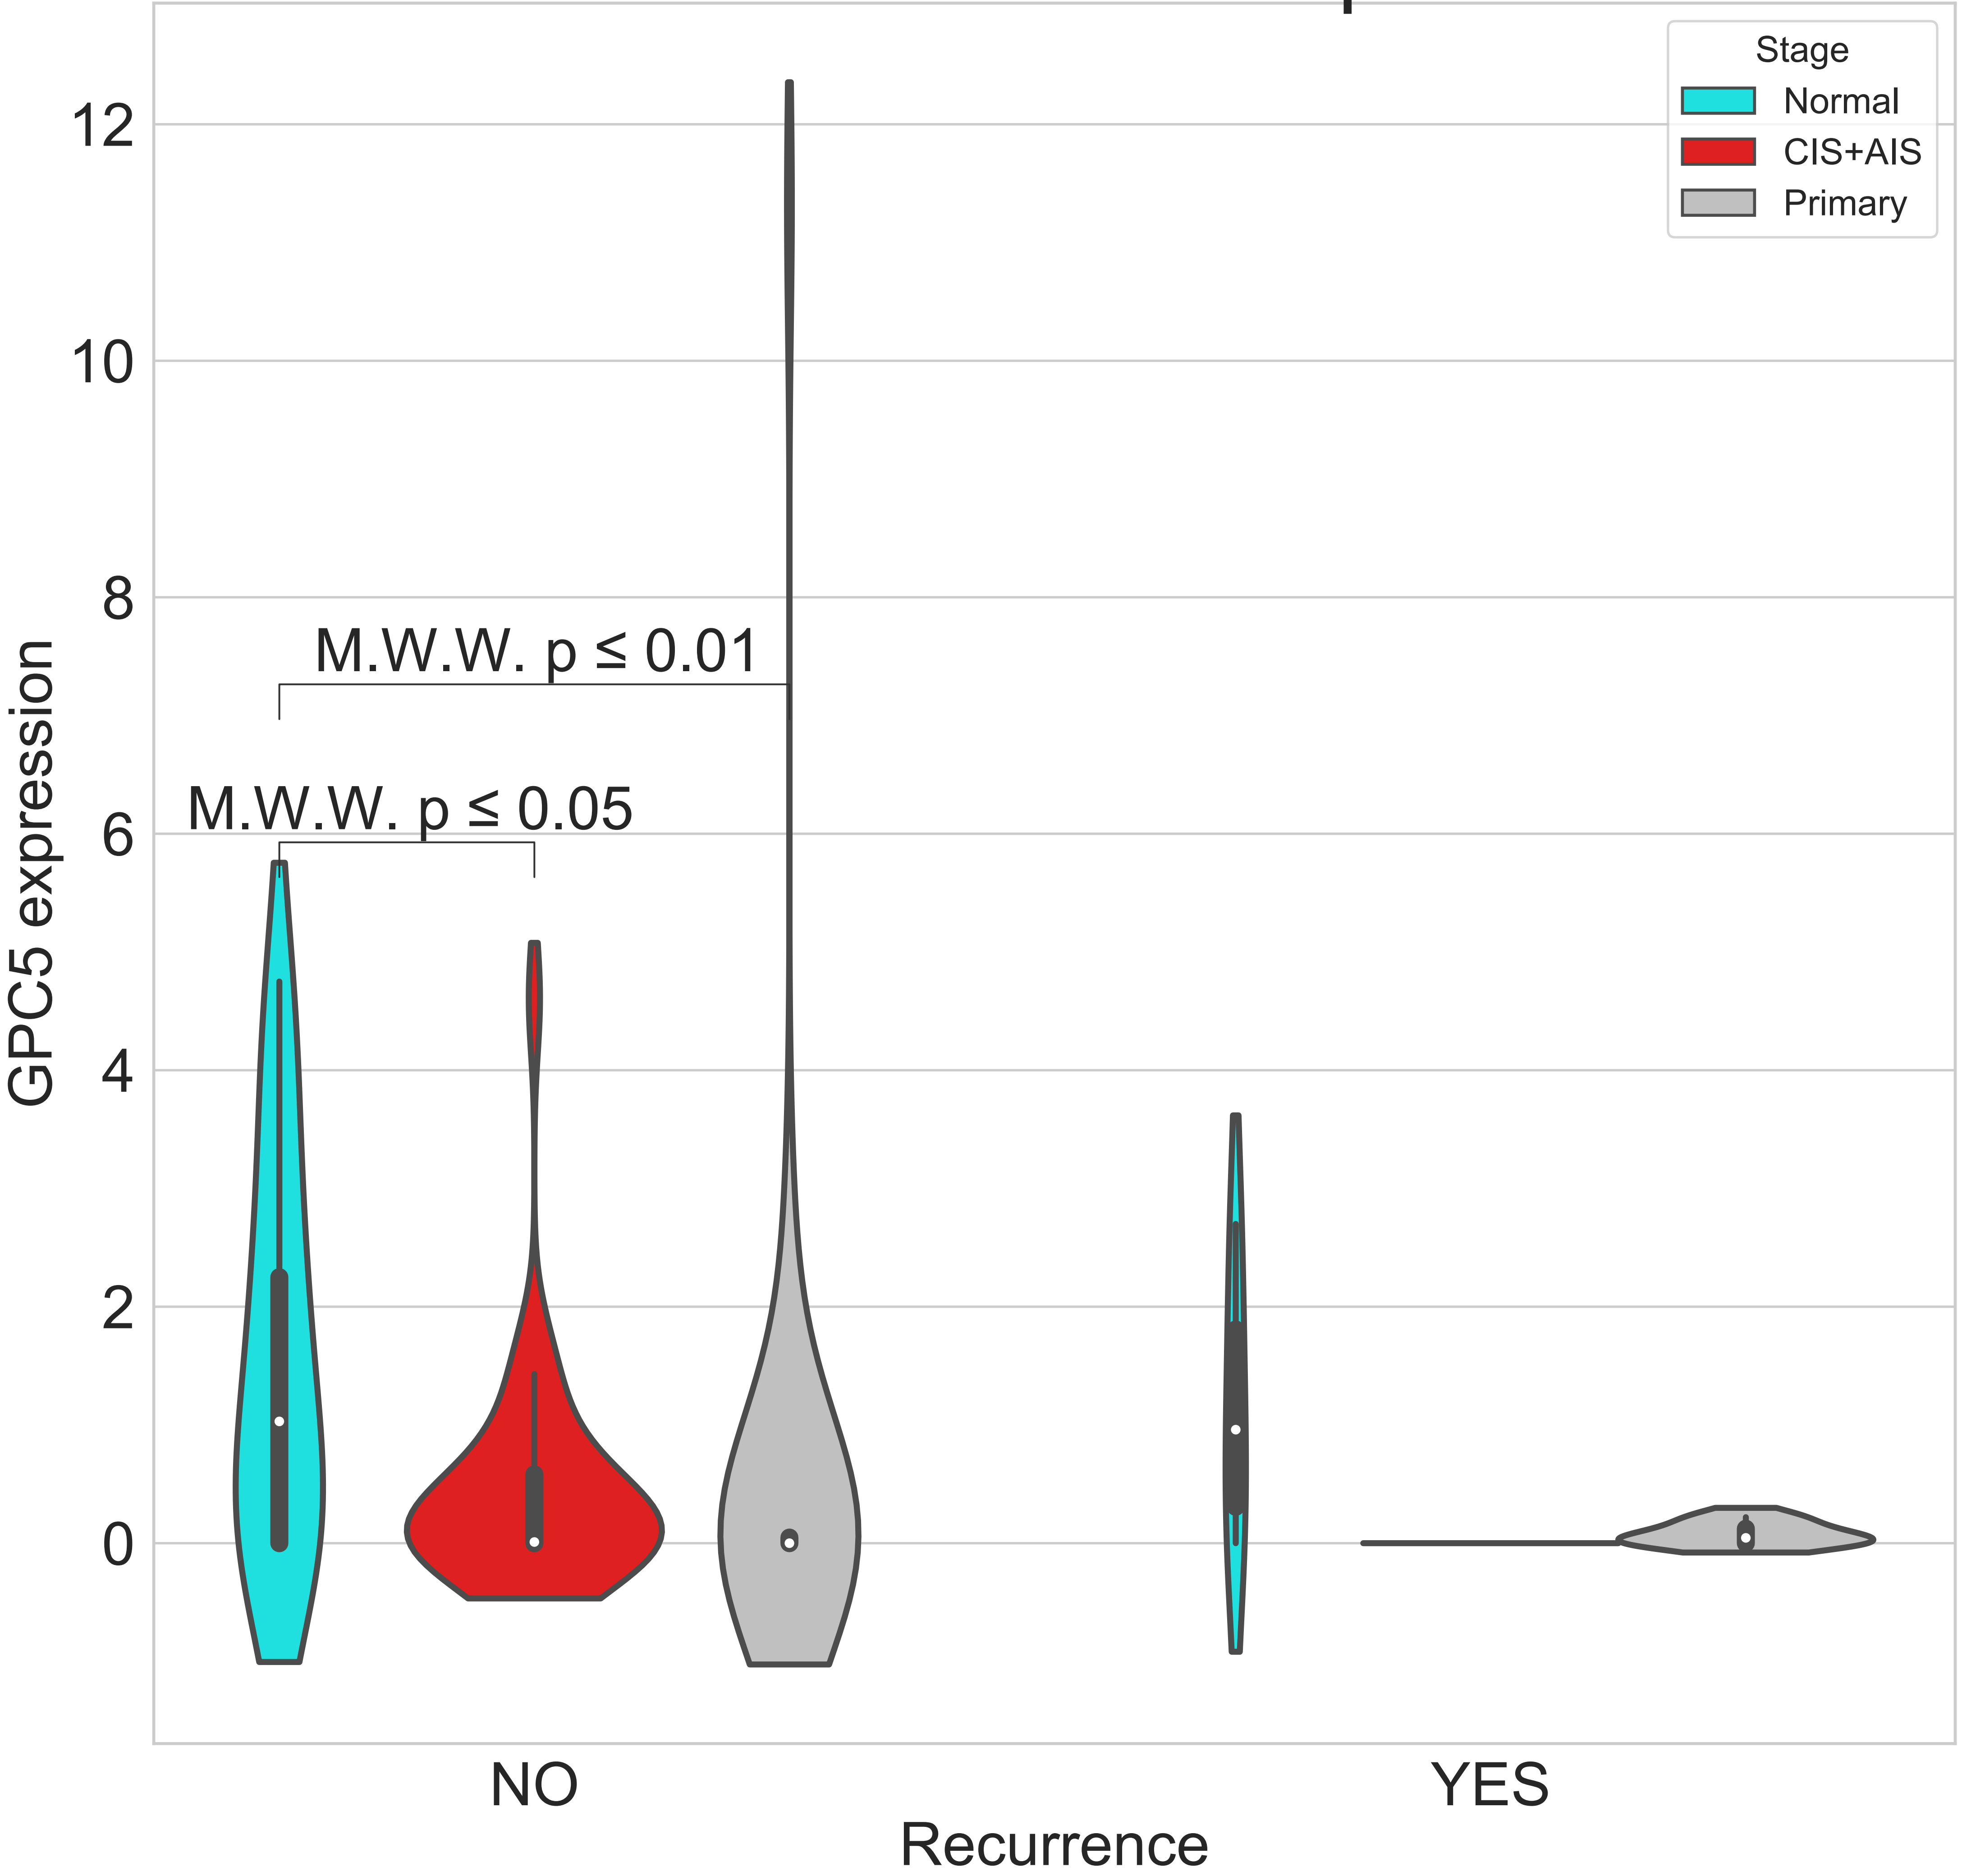 Stage
Normal
CIS+AIS
Primary
12
10
8
6
4
2
0
GPC5 expression
M.W.W. p ≤ 0.01
M.W.W. p ≤ 0.05
NO
YES
Recurrence